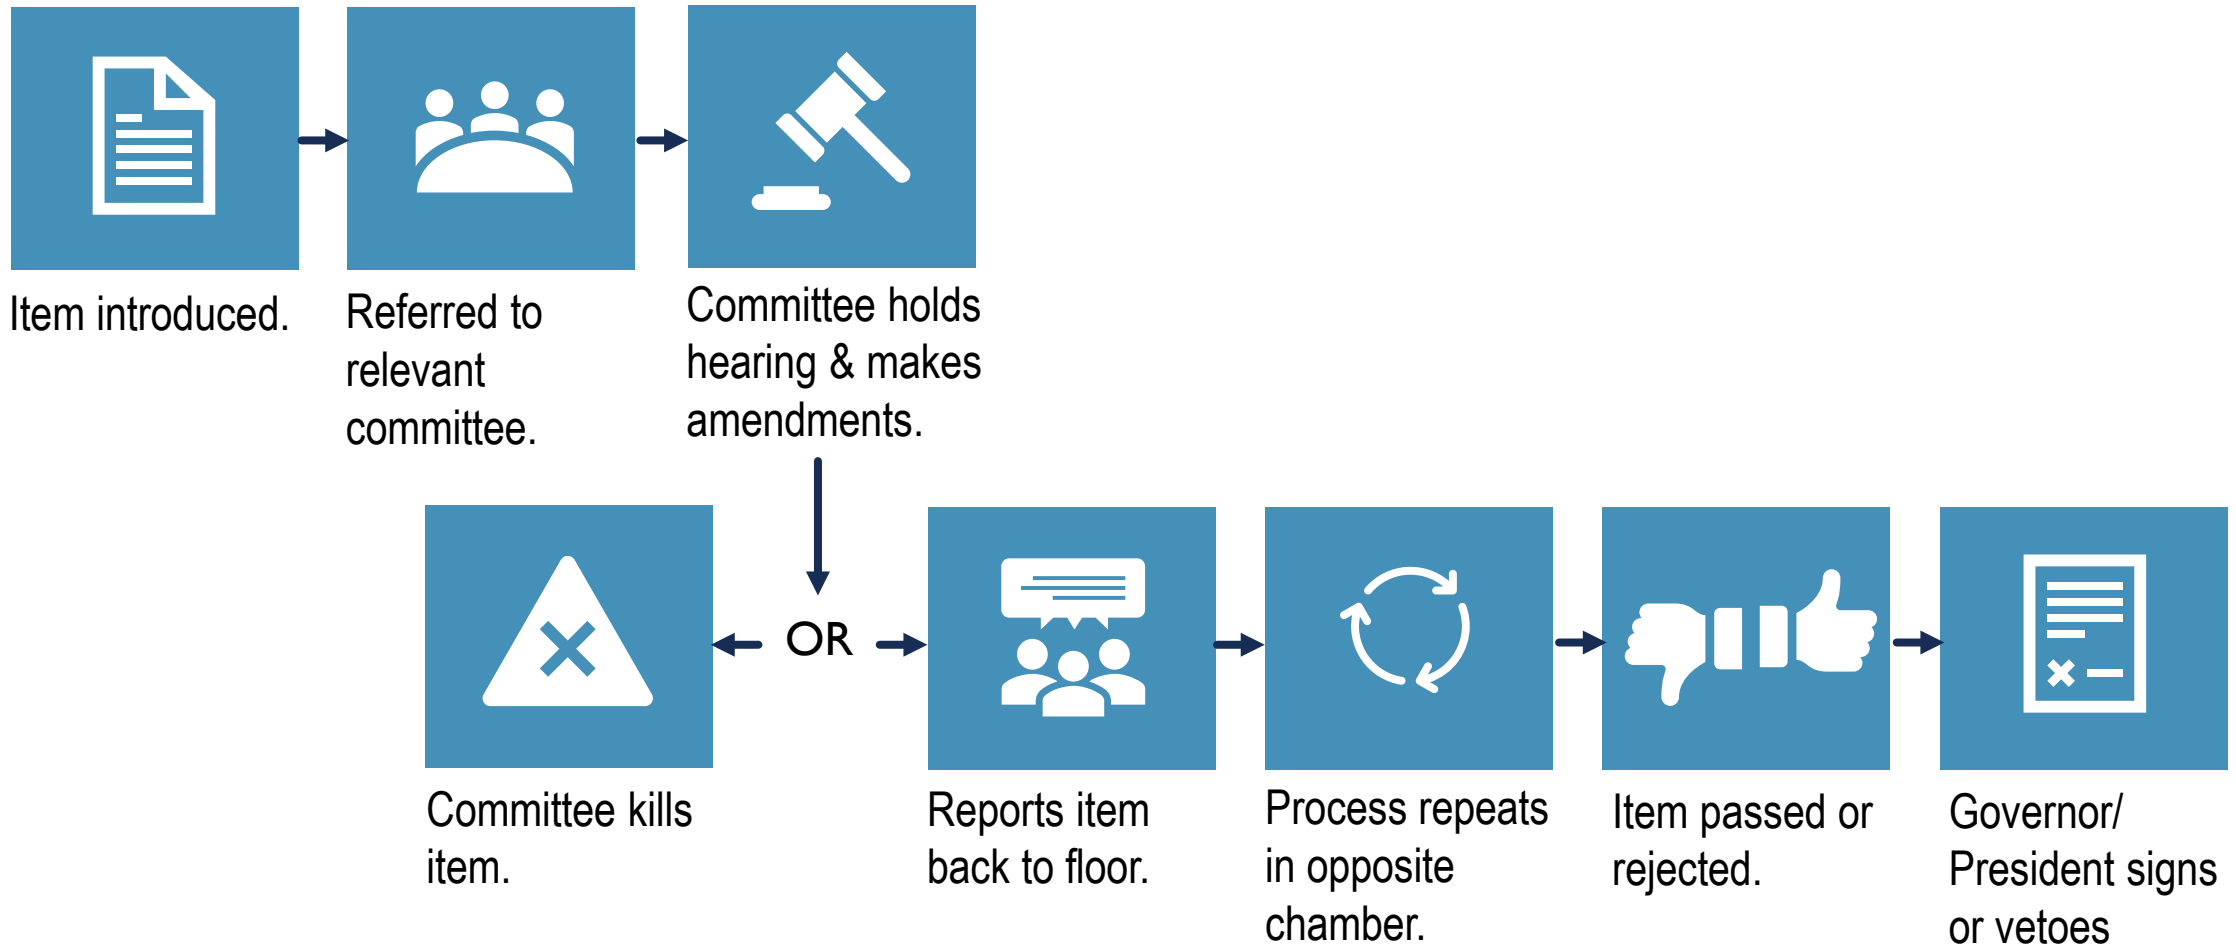 Item introduced.
Referred to
relevant
committee.
Committee holds
hearing & makes
amendments.
Committee kills
item.
OR
Reports item
back to floor.
Process repeats
in opposite
chamber.
Item passed or
rejected.
Governor/
President signs
or vetoes